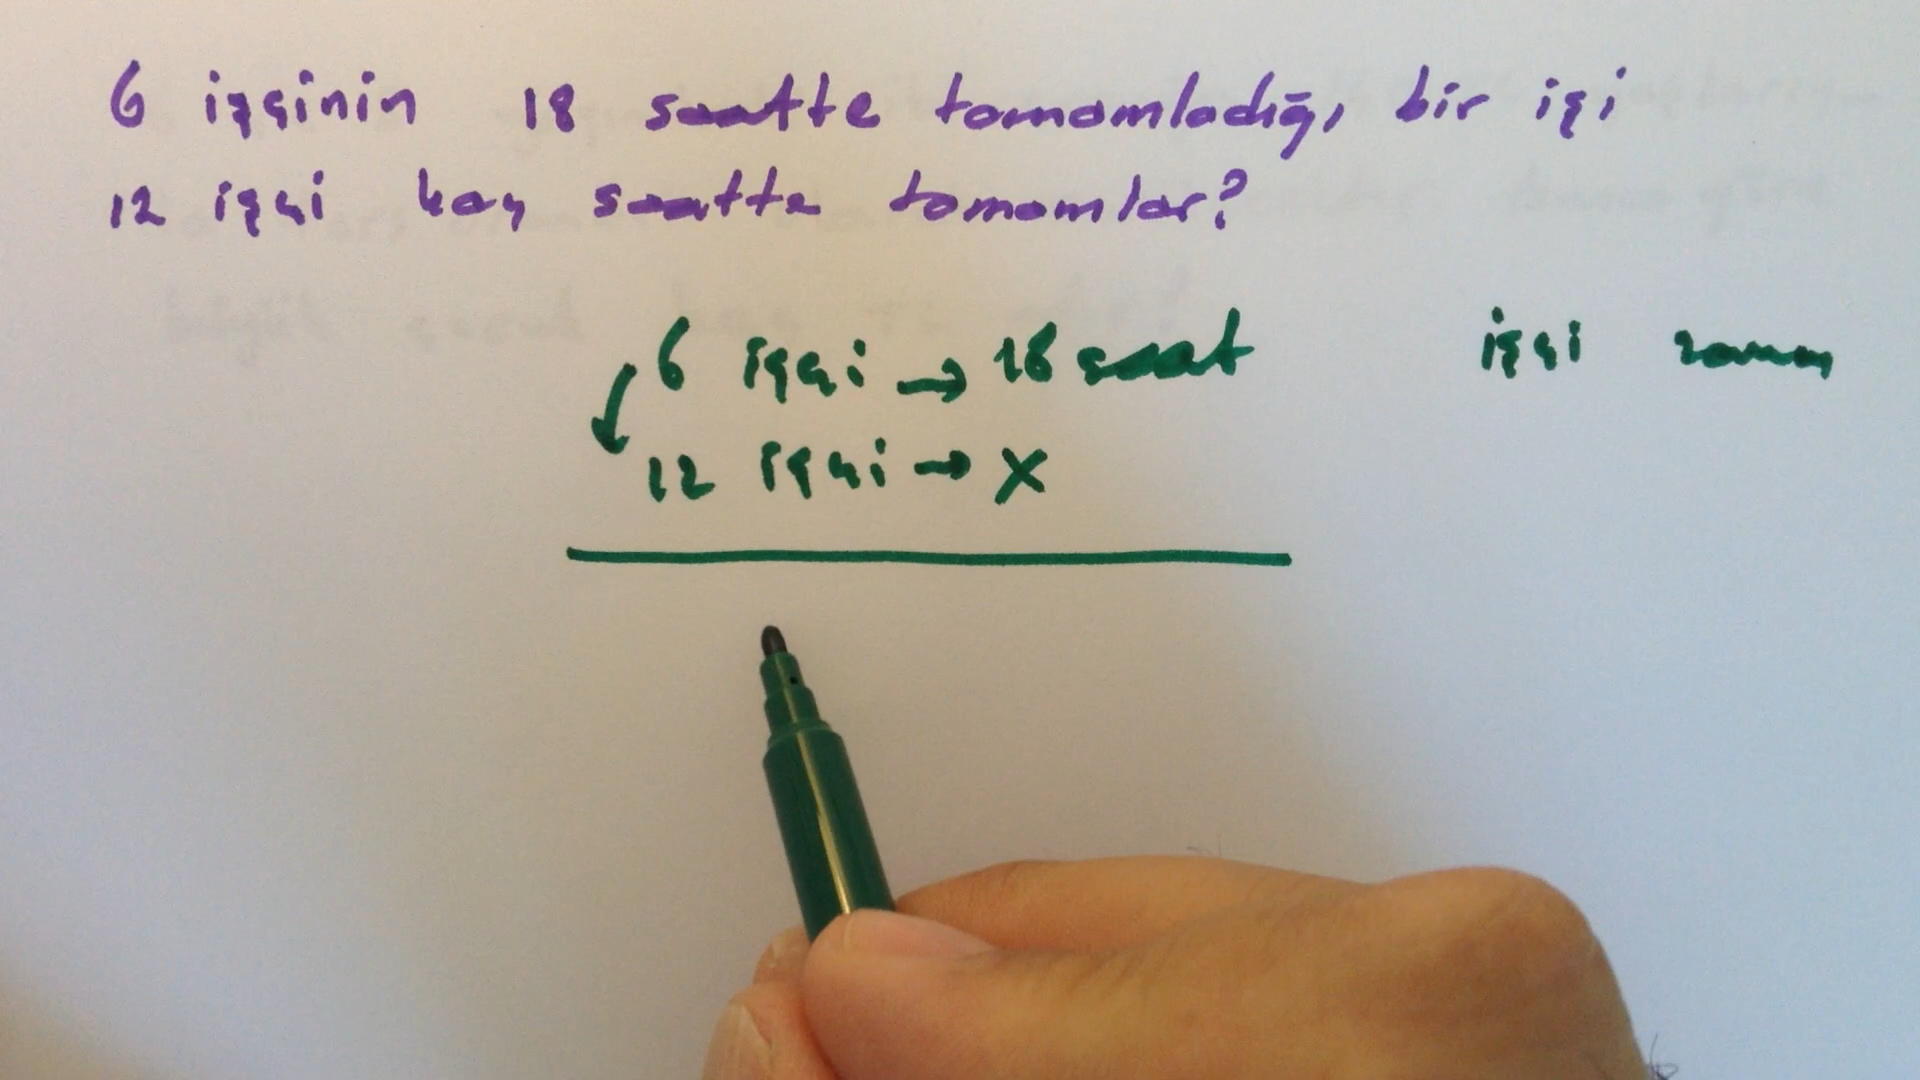 6 işçinin 18 saatte tamamladığı bir işi
12 işçi kaç saatte tamamlar?
6 işçi → 18 saat işçi zaman
12 işçi → x